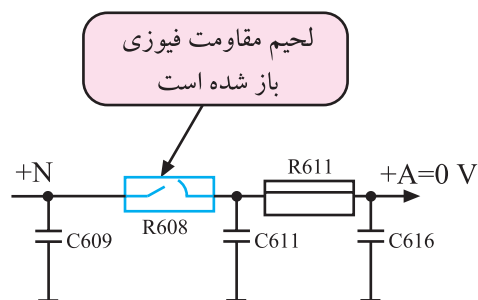 لحیم مقاومت فیوزی
باز شده است
+N
R611
+A=0 V
C609
R608
C611
C616